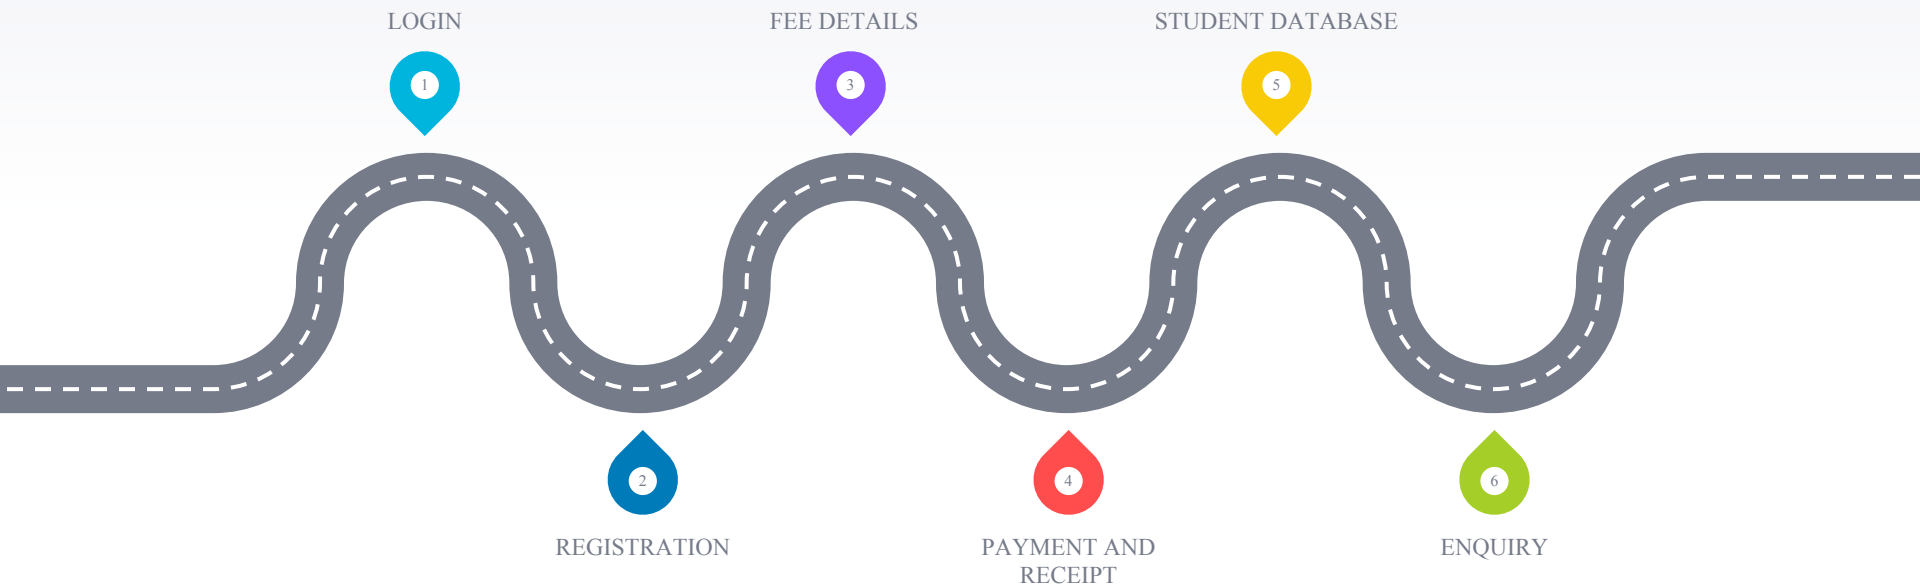 LOGIN
1
REGISTRATION
2
FEE DETAILS
3
PAYMENT AND
RECEIPT
4
STUDENT DATABASE
5
ENQUIRY
6